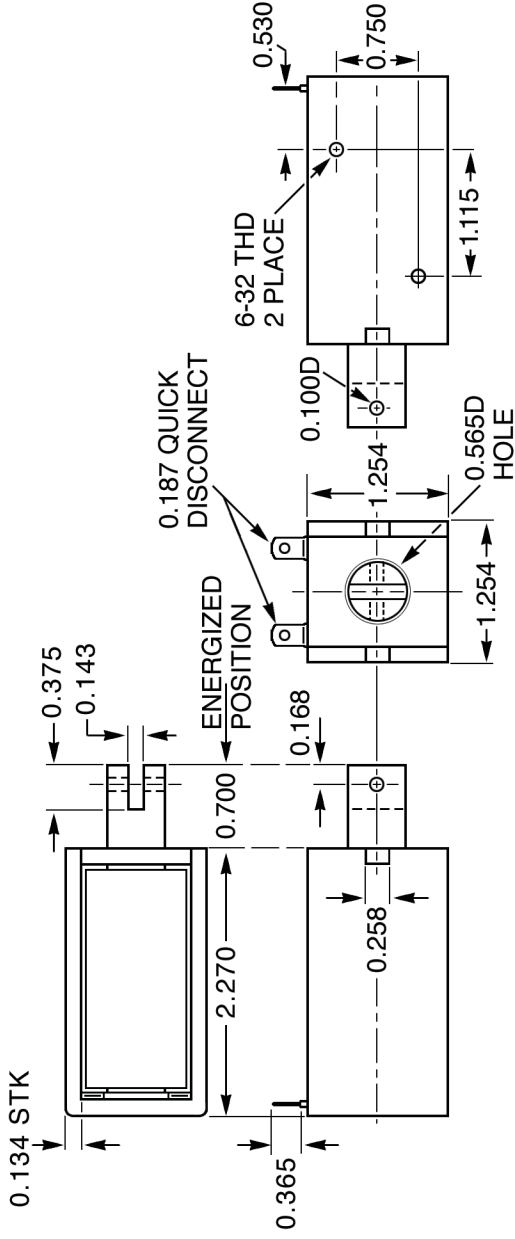 0.134 STK
0.375
0.143
2.270
0.700
ENERGIZED
POSITION
0.168
0.365
0.258
0.187 QUICK
DISCONNECT
1.254
1.254
0.565D
HOLE
6-32 THD
2 PLACE
0.100D
0.530
0.750
1.115